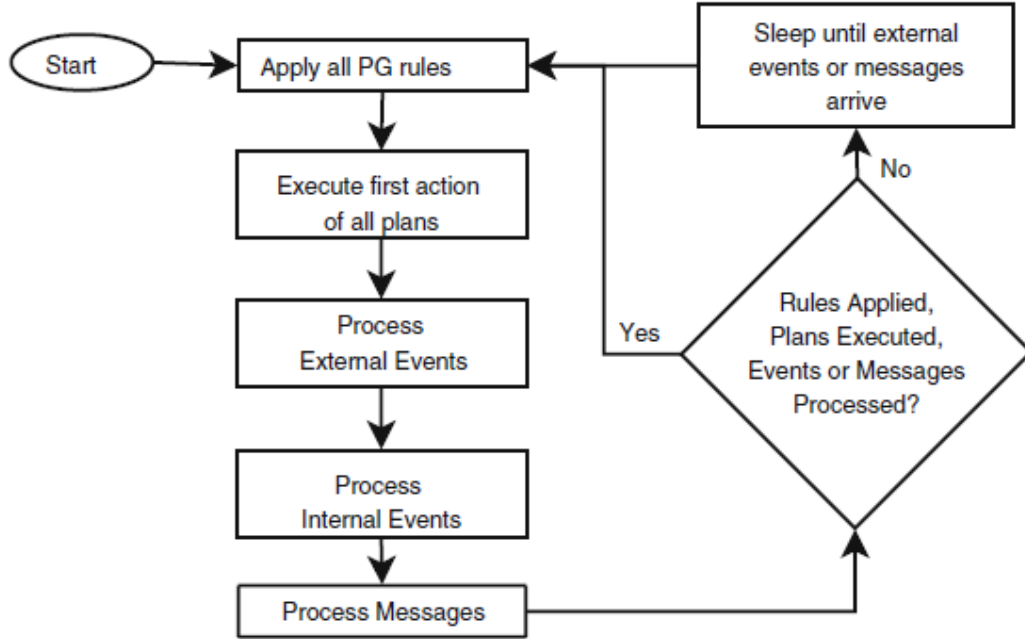 Start
Apply all PG rules
Execute first action
of all plans
Process
External Events
Process
Internal Events
Process Messages
Rules Applied,
Plans Executed,
Events or Messages
Processed?
Yes
No
Sleep until external
events or messages
arrive